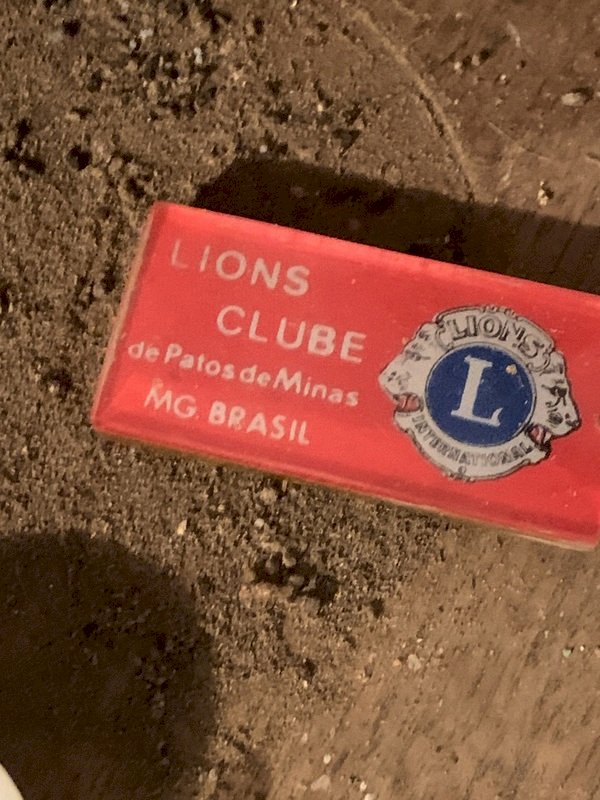 LIONS
CLUBE
de Patos de Minas
MG. BRASIL
LIONS
L
INTERNATIONAL